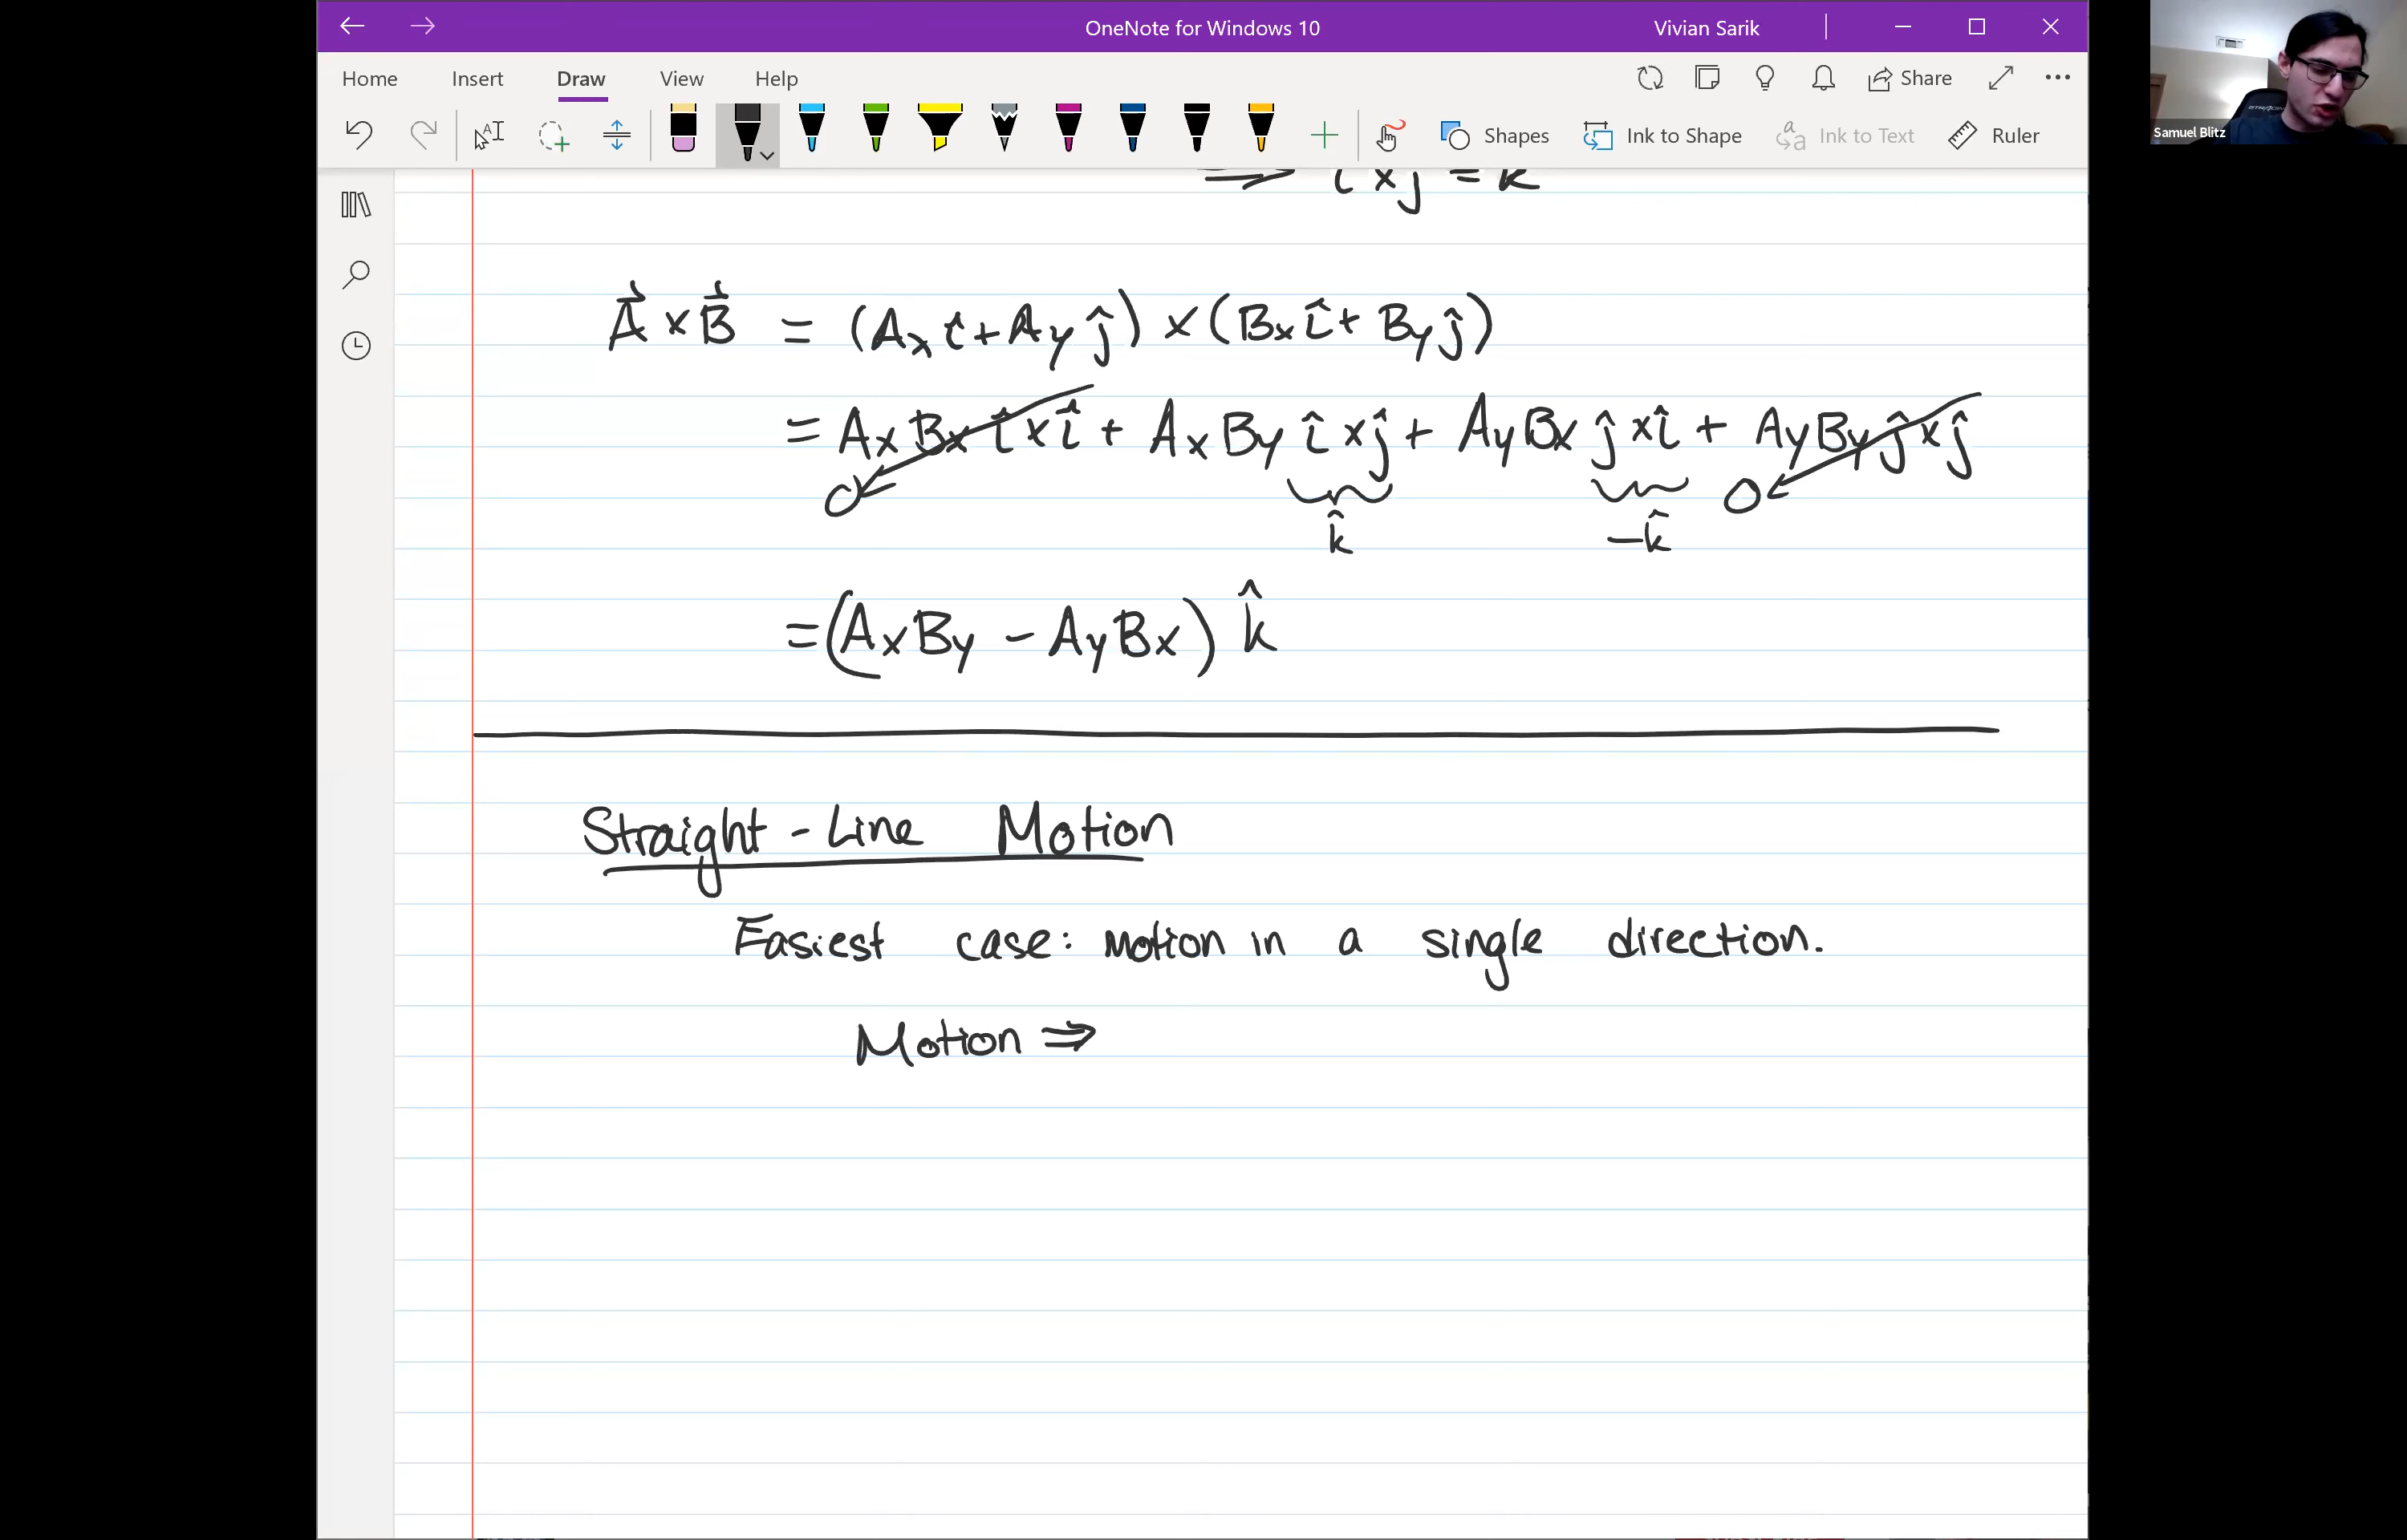 OneNote for Windows 10
Vivian Sarik
Home Insert Draw View Help
Share
Shapes Ink to Shape Ink to Text Ruler
Samuel Blitz
⇒ î × ĵ = k̂
A⃗ × B⃗ = (Ax î + Ay ĵ) × (Bx î + By ĵ)
= Ax Bx î × î + Ax By î × ĵ + Ay Bx ĵ × î + Ay By ĵ × ĵ
0 k̂ −k̂ 0
= (Ax By − Ay Bx) k̂
Straight-Line Motion
Easiest case: motion in a single direction.
Motion ⇒